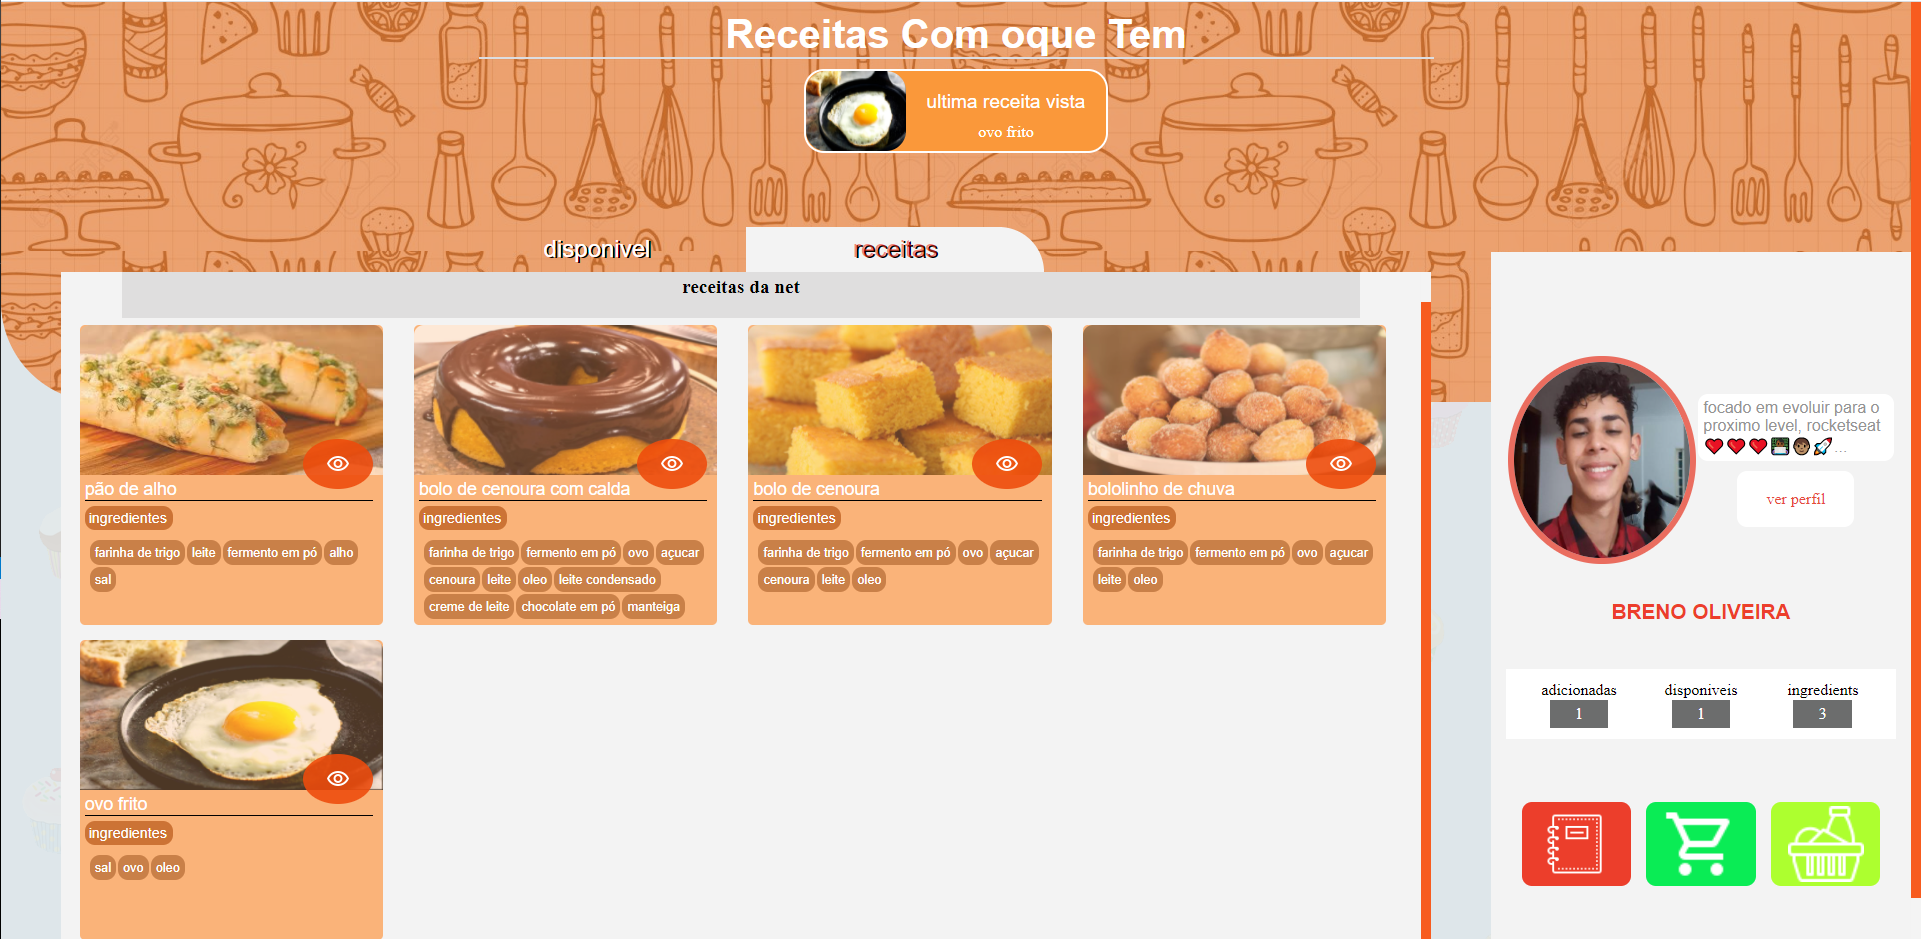 Receitas Com oque Tem
ultima receita vista
ovo frito
disponivel
receitas
receitas da net
pão de alho
ingredientes
farinha de trigo leite fermento em pó alho
sal
bolo de cenoura com calda
ingredientes
farinha de trigo fermento em pó ovo açucar
cenoura leite oleo leite condensado
creme de leite chocolate em pó manteiga
bolo de cenoura
ingredientes
farinha de trigo fermento em pó ovo açucar
cenoura leite oleo
bololinho de chuva
ingredientes
farinha de trigo fermento em pó ovo açucar
leite oleo
ovo frito
ingredientes
sal ovo oleo
focado em evoluir para o
proximo level, rocketseat
❤️❤️❤️👨🏽‍💻🚀...
ver perfil
BRENO OLIVEIRA
adicionadas disponiveis ingredients
1 1 3